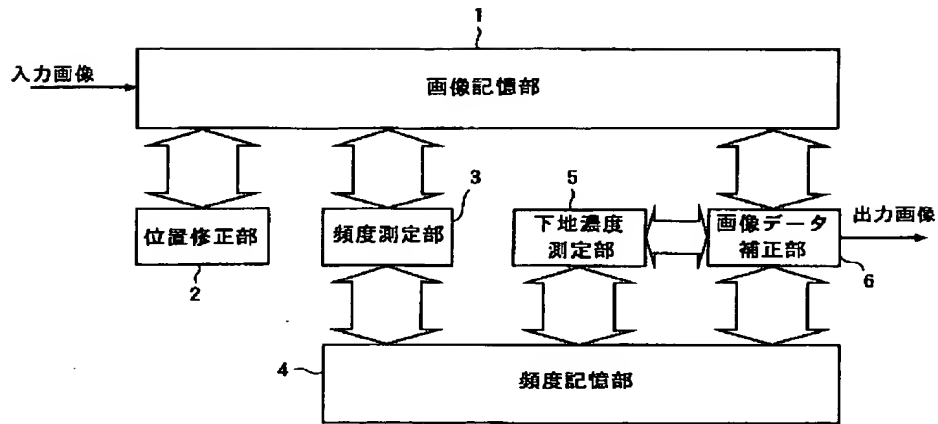 1
入力画像
画像記憶部
3
5
位置修正部
頻度測定部
下地濃度
測定部
画像データ
補正部
出力画像
2
6
4
頻度記憶部